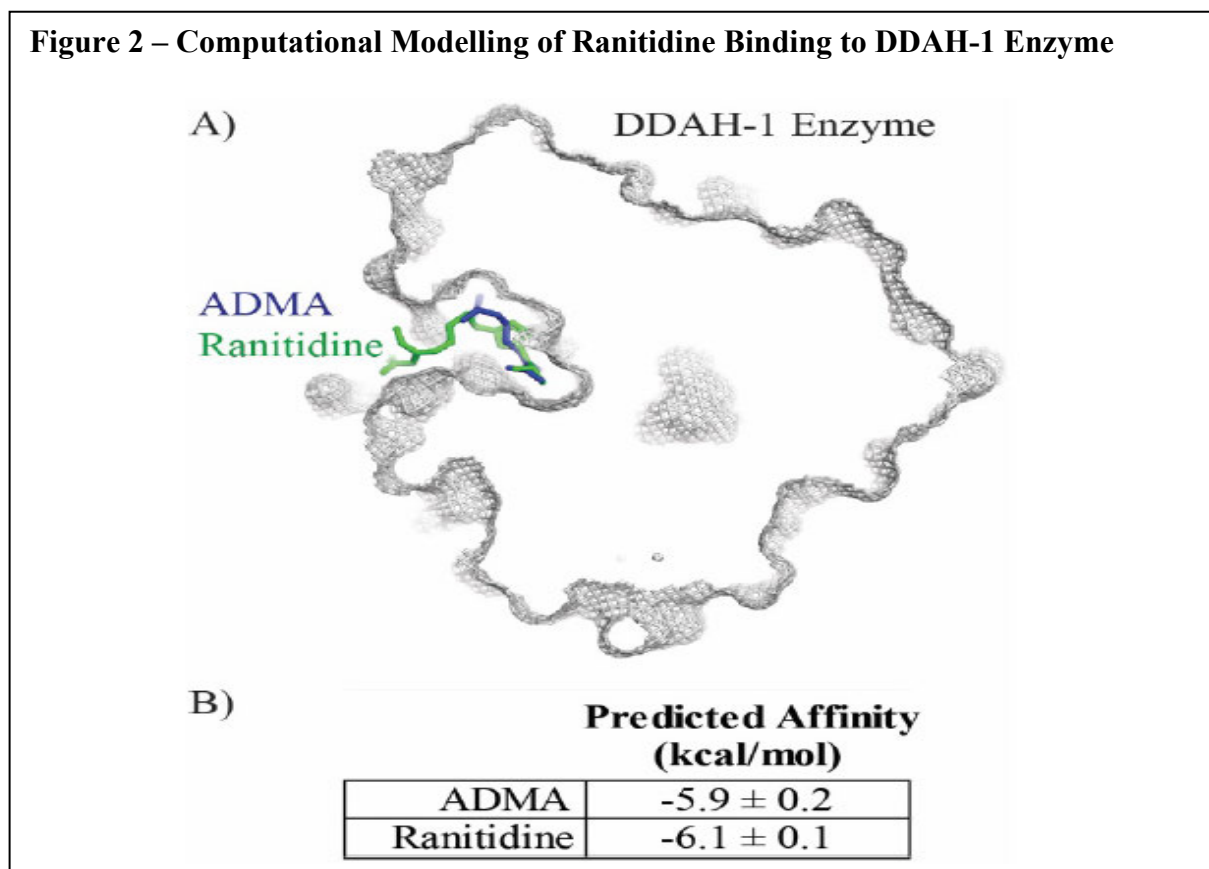 Figure 2 – Computational Modelling of Ranitidine Binding to DDAH-1 Enzyme
A)
DDAH-1 Enzyme
ADMA
Ranitidine
B)
Predicted Affinity
(kcal/mol)
ADMA -5.9 ± 0.2
Ranitidine -6.1 ± 0.1